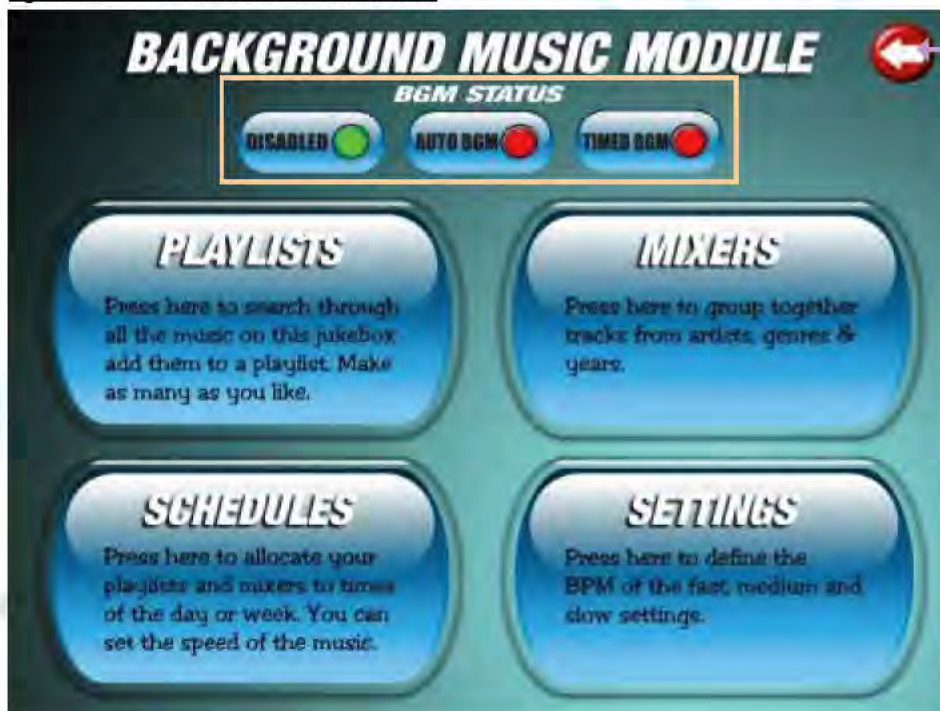 BACKGROUND MUSIC MODULE
BGM STATUS
DISABLED
AUTO BGM
TIMED BGM
PLAYLISTS
Press here to search through
all the music on this jukebox
add them to a playlist. Make
as many as you like.
MIXERS
Press here to group together
tracks from artists, genres &
years.
SCHEDULES
Press here to allocate your
playlists and mixers to times
of the day or week. You can
set the speed of the music.
SETTINGS
Press here to define the
BPM of the fast, medium and
slow settings.